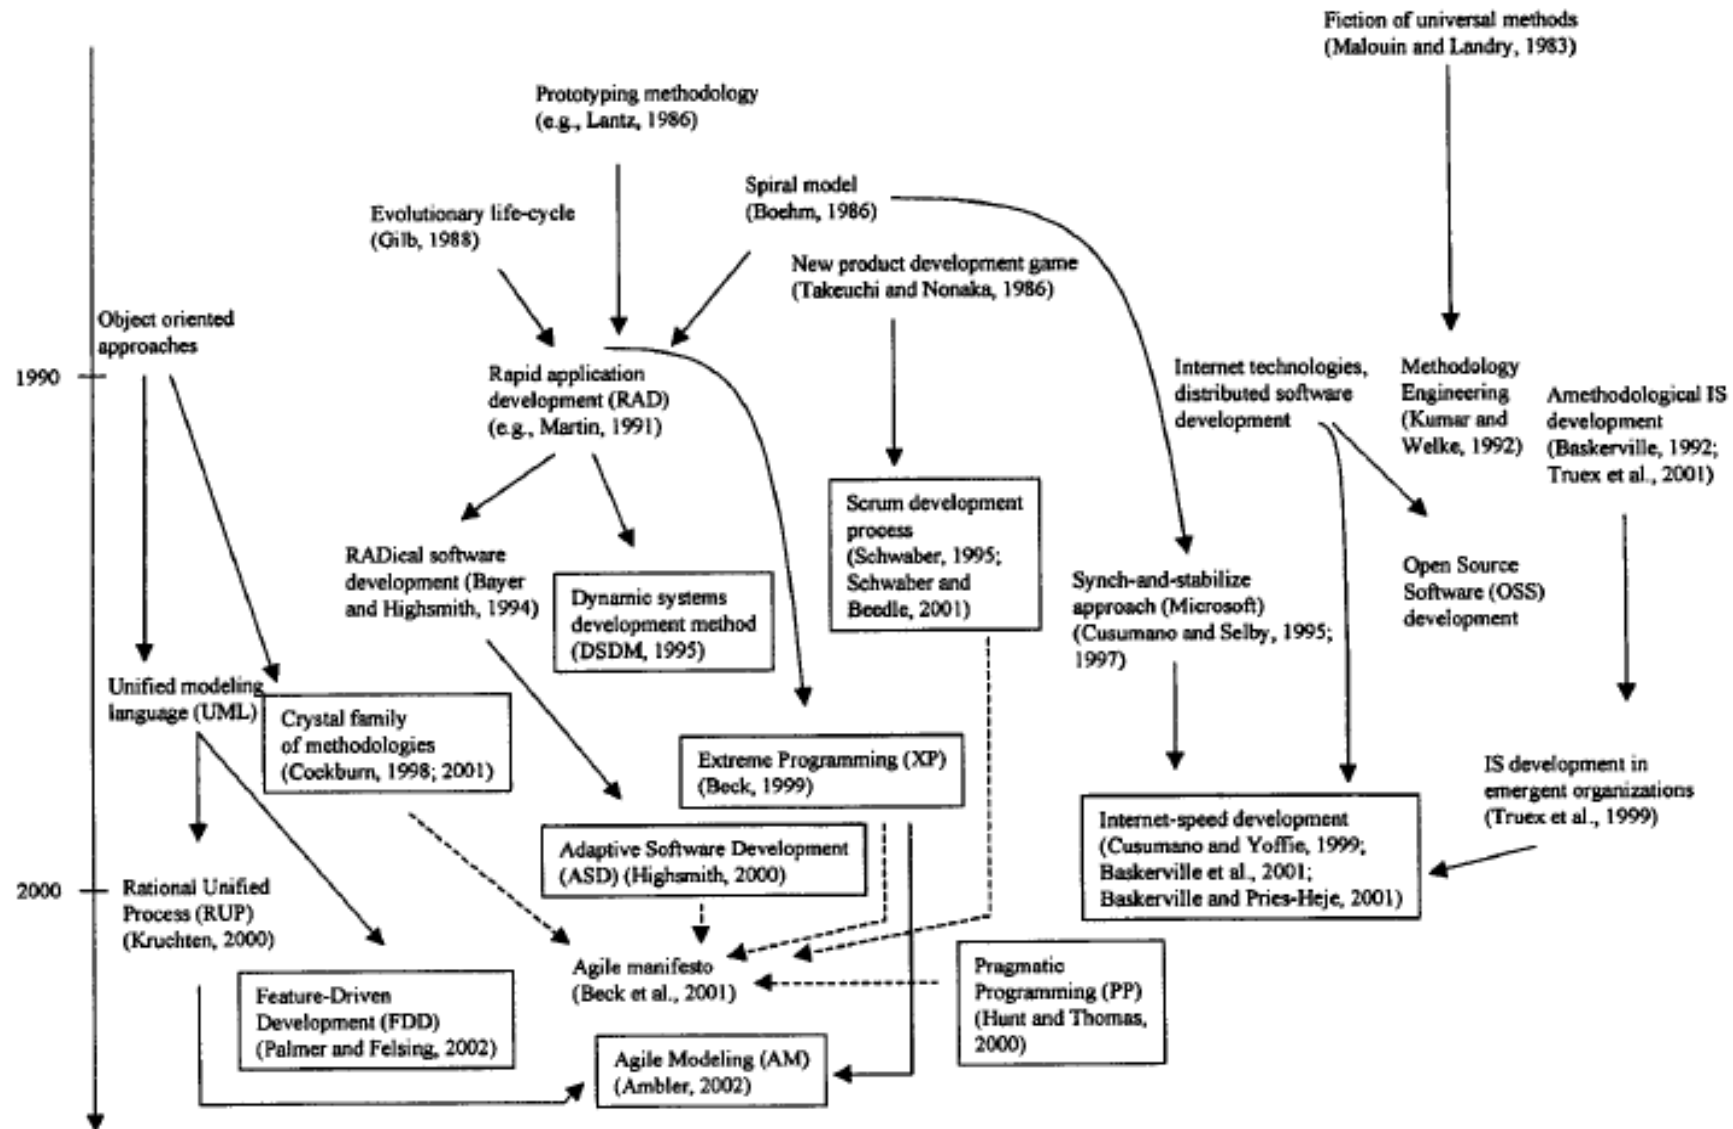 Fiction of universal methods
(Malouin and Landry, 1983)
Prototyping methodology
(e.g., Lantz, 1986)
Spiral model
(Boehm, 1986)
Evolutionary life-cycle
(Gilb, 1988)
New product development game
(Takeuchi and Nonaka, 1986)
Object oriented
approaches
1990
Rapid application
development (RAD)
(e.g., Martin, 1991)
Internet technologies,
distributed software
development
Methodology
Engineering
(Kumar and
Welke, 1992)
Amethodological IS
development
(Baskerville, 1992;
Truex et al., 2001)
Scrum development
process
(Schwaber, 1995;
Schwaber and
Beedle, 2001)
RADical software
development (Bayer
and Highsmith, 1994)
Dynamic systems
development method
(DSDM, 1995)
Synch-and-stabilize
approach (Microsoft)
(Cusumano and Selby, 1995;
1997)
Open Source
Software (OSS)
development
Unified modeling
language (UML)
Crystal family
of methodologies
(Cockburn, 1998; 2001)
Extreme Programming (XP)
(Beck, 1999)
IS development in
emergent organizations
(Truex et al., 1999)
Adaptive Software Development
(ASD) (Highsmith, 2000)
Internet-speed development
(Cusumano and Yoffie, 1999;
Baskerville et al., 2001;
Baskerville and Pries-Heje, 2001)
2000
Rational Unified
Process (RUP)
(Kruchten, 2000)
Agile manifesto
(Beck et al., 2001)
Pragmatic
Programming (PP)
(Hunt and Thomas,
2000)
Feature-Driven
Development (FDD)
(Palmer and Felsing, 2002)
Agile Modeling (AM)
(Ambler, 2002)